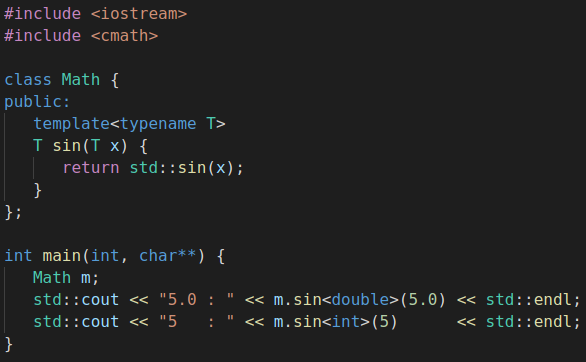 #include <iostream>
#include <cmath>

class Math {
public:
   template<typename T>
   T sin(T x) {
      return std::sin(x);
   }
};

int main(int, char**) {
   Math m;
   std::cout << "5.0 : " << m.sin<double>(5.0) << std::endl;
   std::cout << "5   : " << m.sin<int>(5)      << std::endl;
}